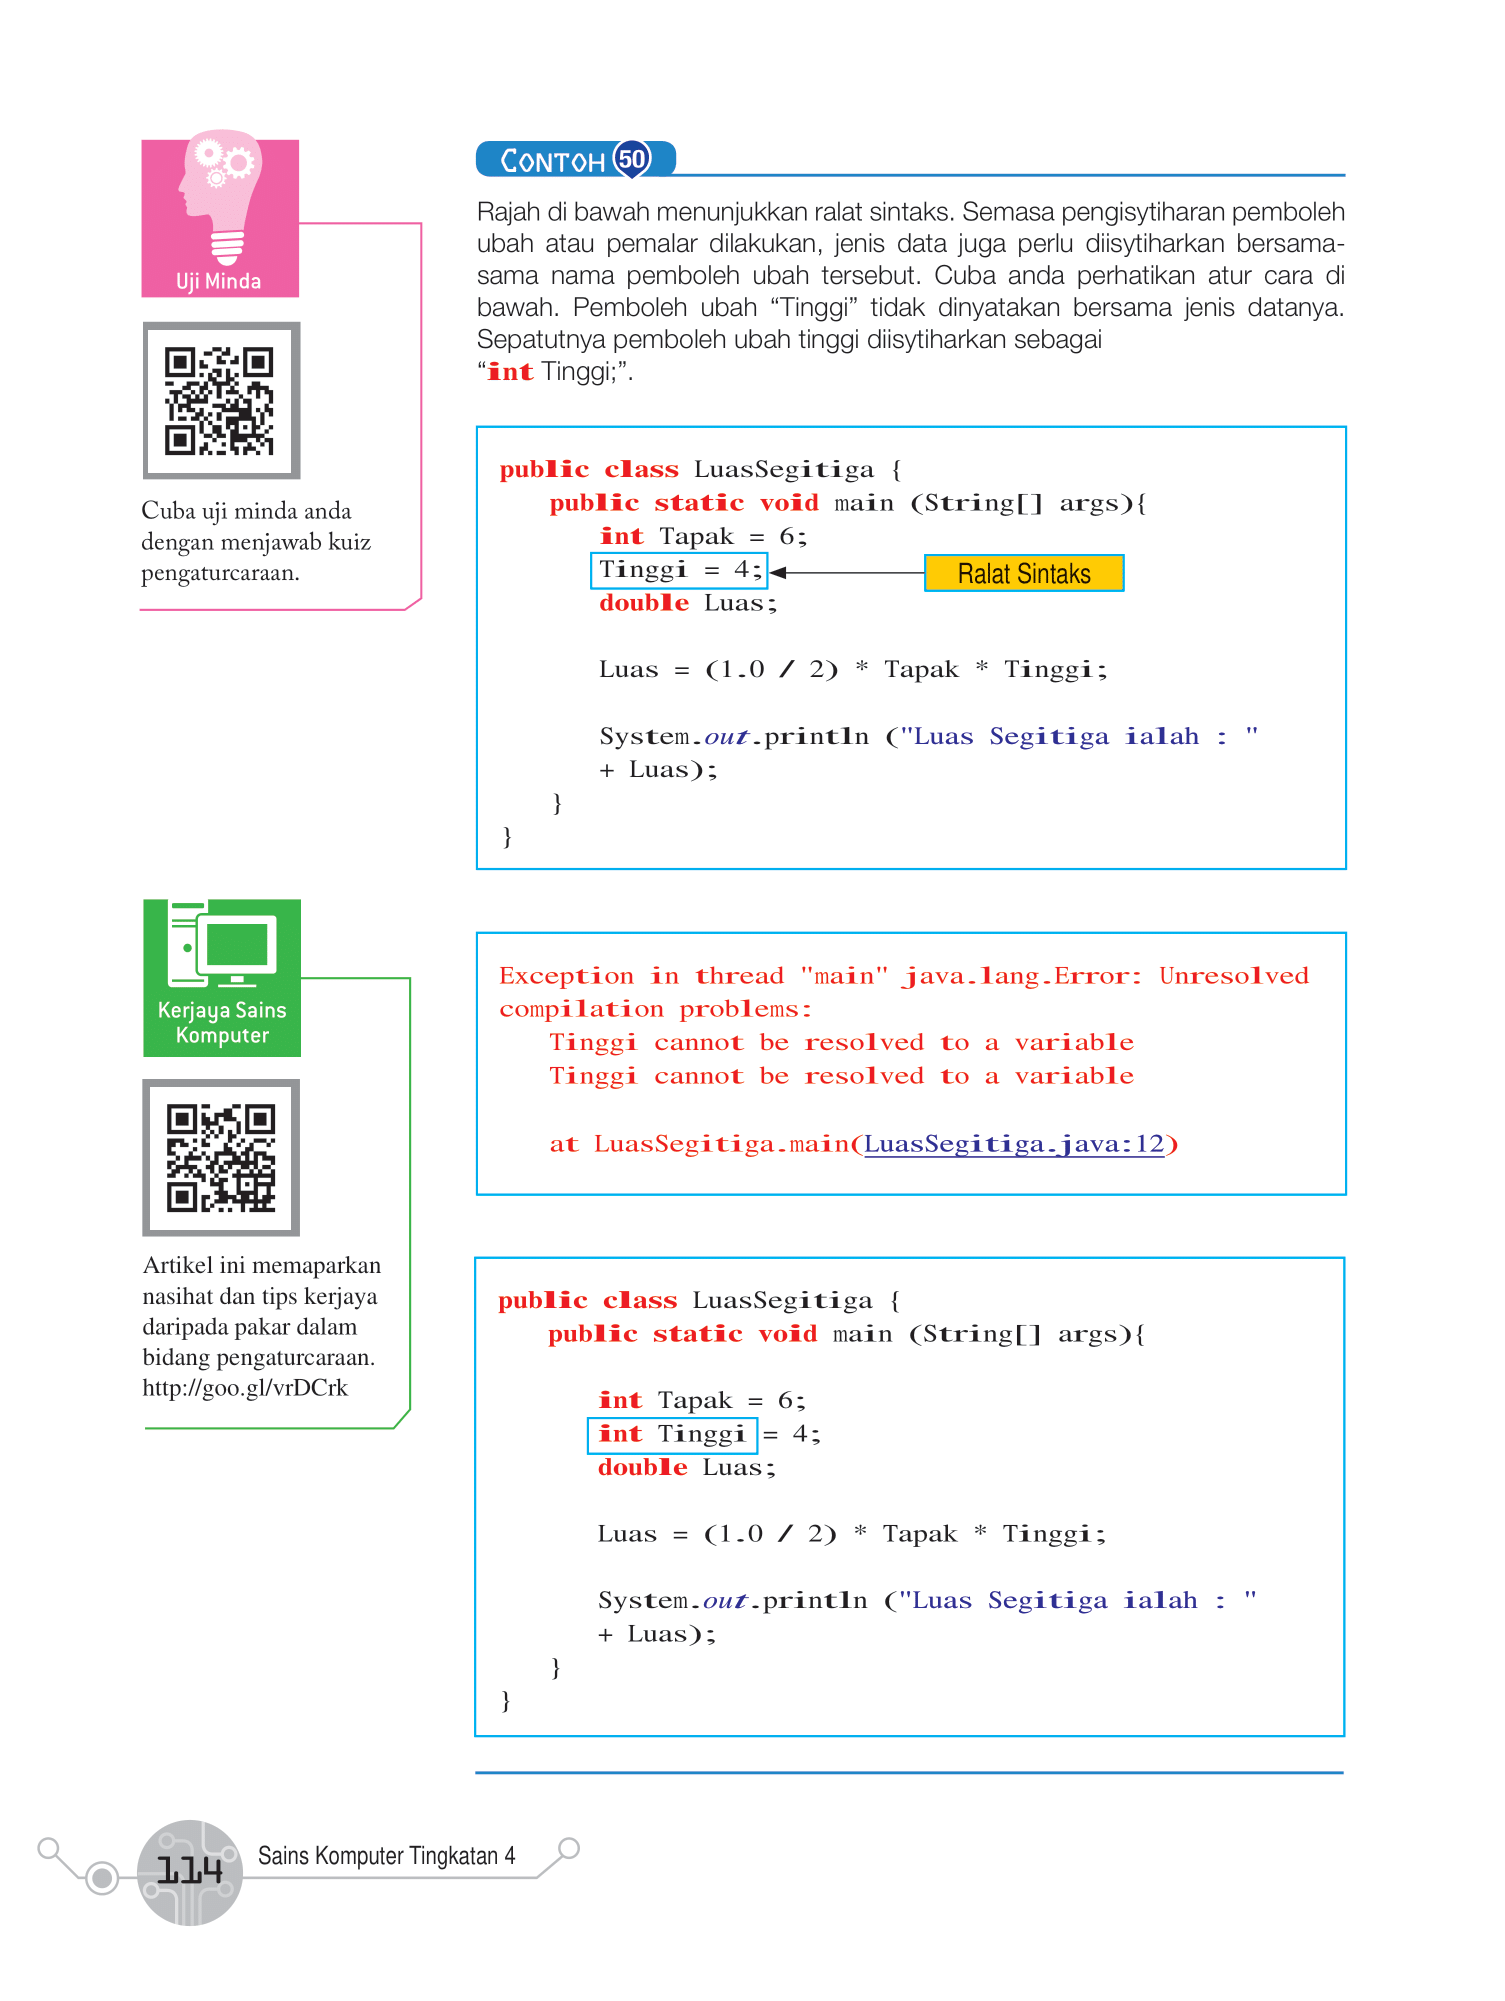 Uji Minda
Cuba uji minda anda
dengan menjawab kuiz
pengaturcaraan.
CONTOH 50
Rajah di bawah menunjukkan ralat sintaks. Semasa pengisytiharan pemboleh
ubah atau pemalar dilakukan, jenis data juga perlu diisytiharkan bersama-
sama nama pemboleh ubah tersebut. Cuba anda perhatikan atur cara di
bawah. Pemboleh ubah “Tinggi” tidak dinyatakan bersama jenis datanya.
Sepatutnya pemboleh ubah tinggi diisytiharkan sebagai
“int Tinggi;”.
public class LuasSegitiga {
public static void main (String[] args){
int Tapak = 6;
Tinggi = 4;
Ralat Sintaks
double Luas;
Luas = (1.0 / 2) * Tapak * Tinggi;
System.out.println ("Luas Segitiga ialah : "
+ Luas);
}
}
Kerjaya Sains
Komputer
Artikel ini memaparkan
nasihat dan tips kerjaya
daripada pakar dalam
bidang pengaturcaraan.
http://goo.gl/vrDCrk
Exception in thread "main" java.lang.Error: Unresolved
compilation problems:
Tinggi cannot be resolved to a variable
Tinggi cannot be resolved to a variable
at LuasSegitiga.main(LuasSegitiga.java:12)
public class LuasSegitiga {
public static void main (String[] args){
int Tapak = 6;
int Tinggi = 4;
double Luas;
Luas = (1.0 / 2) * Tapak * Tinggi;
System.out.println ("Luas Segitiga ialah : "
+ Luas);
}
}
114
Sains Komputer Tingkatan 4